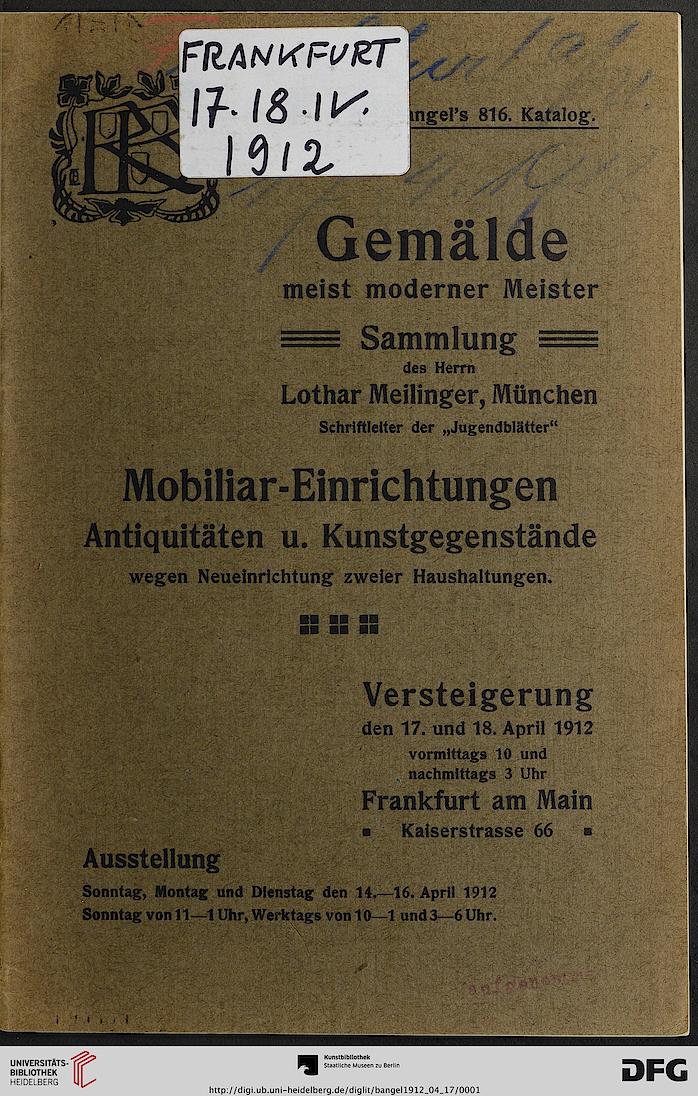 FRANKFURT
17. 18. IV.
1912
angel's 816. Katalog.
Gemälde
meist moderner Meister
Sammlung
des Herrn
Lothar Meilinger, München
Schriftleiter der „Jugendblätter“
Mobiliar-Einrichtungen
Antiquitäten u. Kunstgegenstände
wegen Neueinrichtung zweier Haushaltungen.
Versteigerung
den 17. und 18. April 1912
vormittags 10 und
nachmittags 3 Uhr
Frankfurt am Main
Kaiserstrasse 66
Ausstellung
Sonntag, Montag und Dienstag den 14.—16. April 1912
Sonntag von 11—1 Uhr, Werktags von 10—1 und 3—6 Uhr.
UNIVERSITÄTS-
BIBLIOTHEK
HEIDELBERG
Kunstbibliothek
Staatliche Museen zu Berlin
DFG
http://digi.ub.uni-heidelberg.de/diglit/bangel1912_04_17/0001